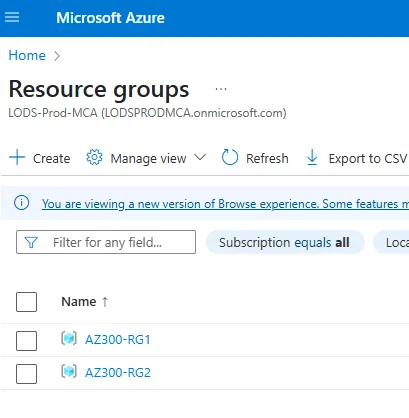 Microsoft Azure
Home >
Resource groups ...
LODS-Prod-MCA (LODSPRODMCA.onmicrosoft.com)
+ Create Manage view Refresh Export to CSV
You are viewing a new version of Browse experience. Some features
Filter for any field... Subscription equals all
Name ↑
AZ300-RG1
AZ300-RG2